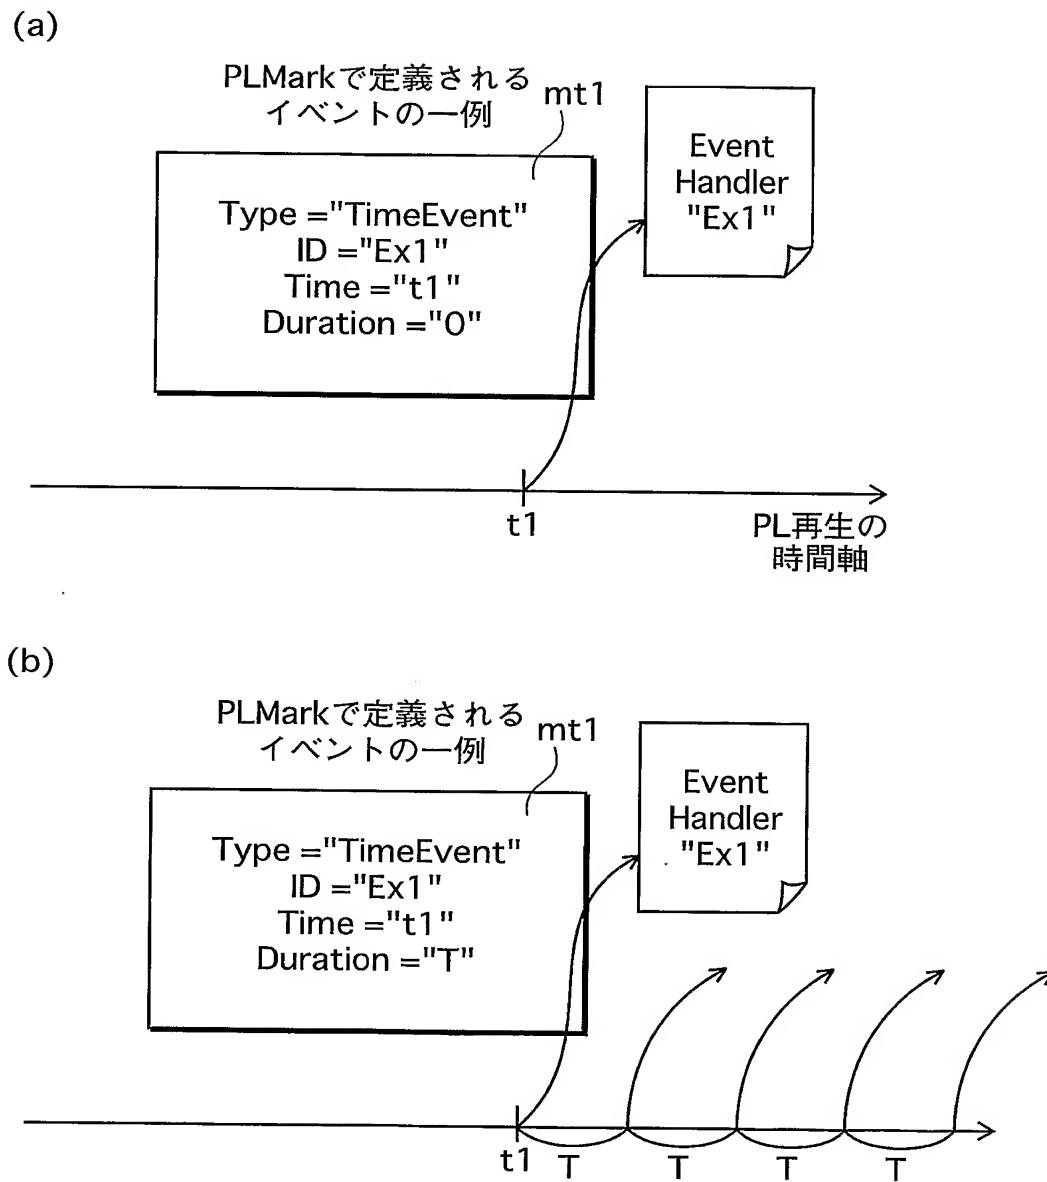 (a)
PLMarkで定義される
イベントの一例
mt1
Event
Handler
"Ex1"
Type ="TimeEvent"
ID ="Ex1"
Time ="t1"
Duration ="0"
t1
PL再生の
時間軸
(b)
PLMarkで定義される
イベントの一例
mt1
Event
Handler
"Ex1"
Type ="TimeEvent"
ID ="Ex1"
Time ="t1"
Duration ="T"
t1
T
T
T
T